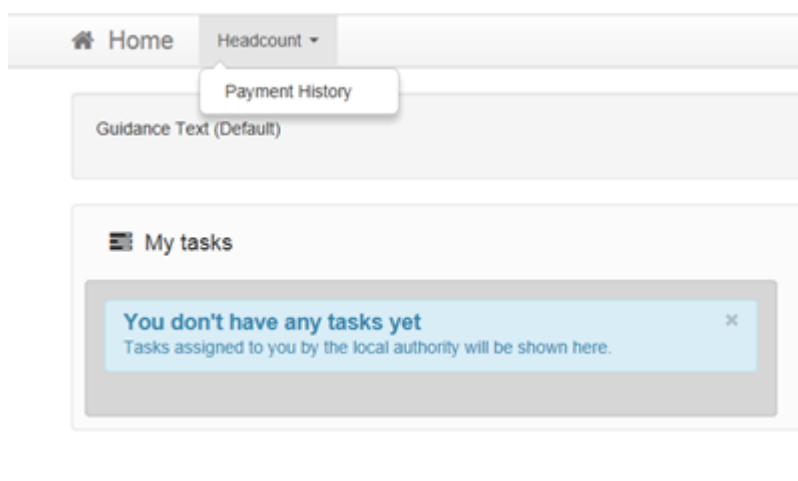 Home Headcount
Payment History
Guidance Text (Default)
My tasks
You don't have any tasks yet
Tasks assigned to you by the local authority will be shown here.